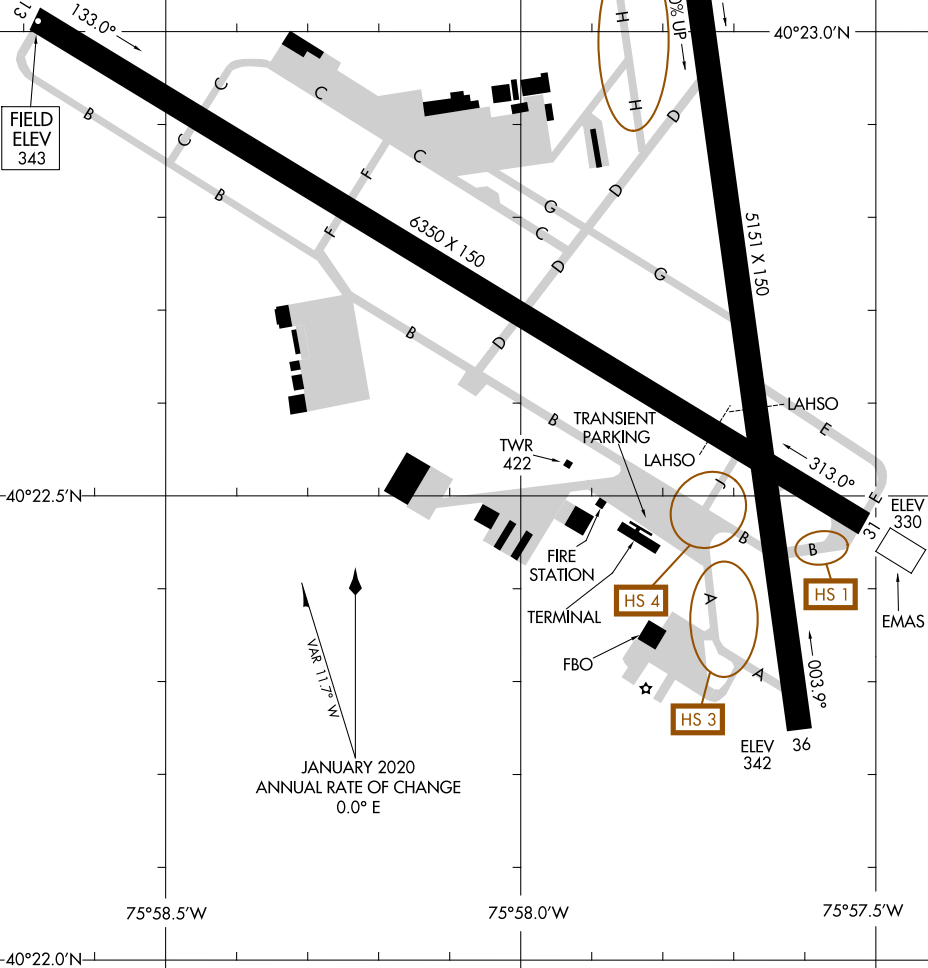 13
133.0°
H
0% UP
40°23.0'N
FIELD
ELEV
343
C
C
H
B
C
D
C
F
D
B
G
C
F
6350 X 150
5151 X 150
D
G
B
D
LAHSO
B
TRANSIENT
PARKING
E
TWR
422
LAHSO
313.0°
J
40°22.5'N
E
ELEV
330
31
B
B
FIRE
STATION
HS 4
HS 1
A
TERMINAL
EMAS
VAR 11.7° W
FBO
A
003.9°
HS 3
36
ELEV
342
JANUARY 2020
ANNUAL RATE OF CHANGE
0.0° E
75°58.5'W
75°58.0'W
75°57.5'W
40°22.0'N